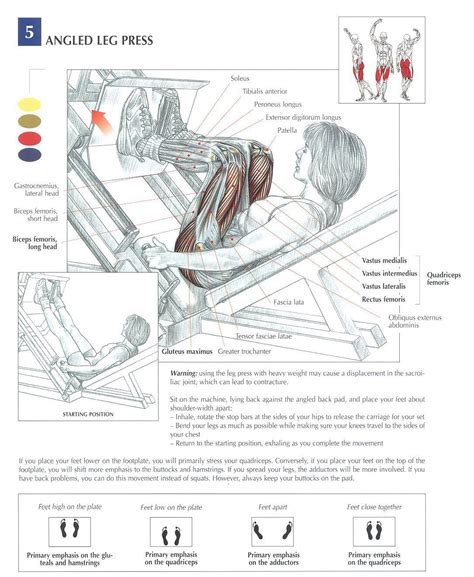 5 ANGLED LEG PRESS
Soleus
Tibialis anterior
Peroneus longus
Extensor digitorum longus
Patella
Gastrocnemius,
lateral head
Biceps femoris,
short head
Biceps femoris,
long head
Vastus medialis
Vastus intermedius
Vastus lateralis
Rectus femoris
Quadriceps
femoris
Obliquus externus
abdominis
Fascia lata
Tensor fasciae latae
Gluteus maximus
Greater trochanter
STARTING POSITION
Warning: using the leg press with heavy weight may cause a displacement in the sacroi-
liac joint, which can lead to contracture.
Sit on the machine, lying back against the angled back pad, and place your feet about
shoulder-width apart:
– Inhale, rotate the stop bars at the sides of your hips to release the carriage for your set
– Bend your legs as much as possible while making sure your knees travel to the sides of
your chest
– Return to the starting position, exhaling as you complete the movement
If you place your feet lower on the footplate, you will primarily stress your quadriceps. Conversely, if you place your feet on the top of the
footplate, you will shift more emphasis to the buttocks and hamstrings. If you spread your legs, the adductors will be more involved. If you
have back problems, you can do this movement instead of squats. However, always keep your buttocks on the pad.
Feet high on the plate
Feet low on the plate
Feet apart
Feet close together
Primary emphasis on the glu-
teals and hamstrings
Primary emphasis
on the quadriceps
Primary emphasis
on the adductors
Primary emphasis
on the quadriceps